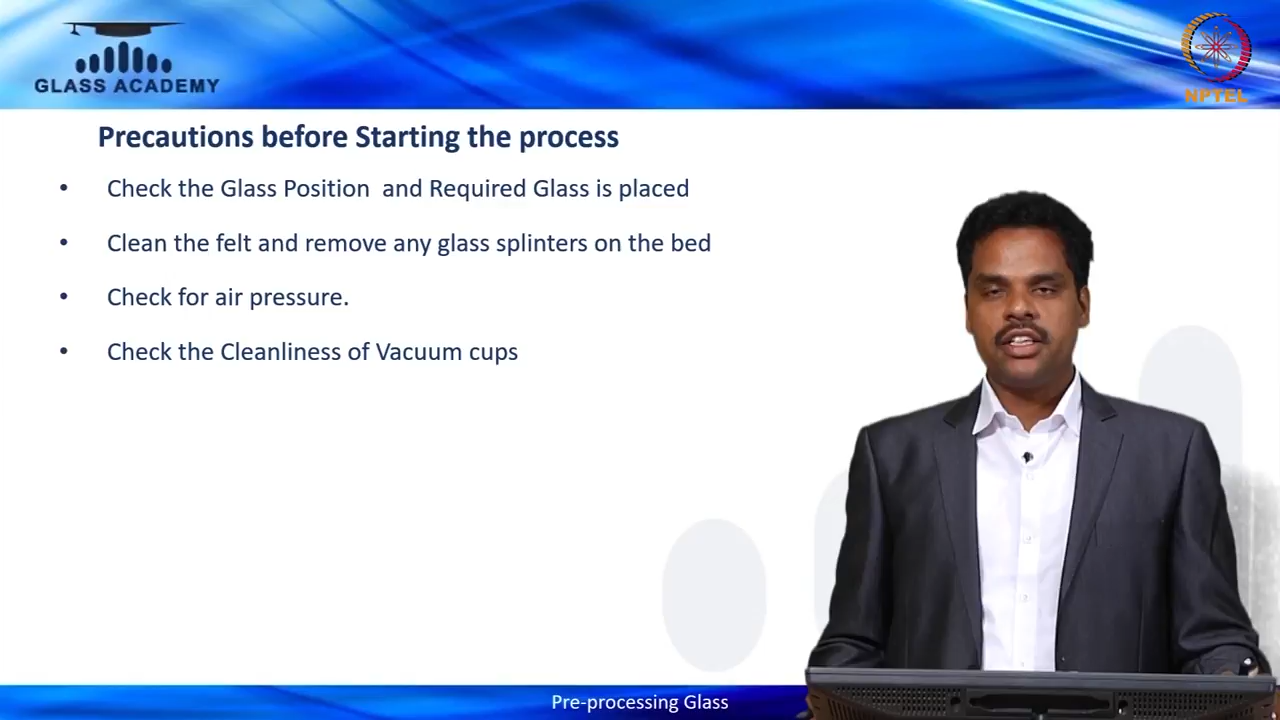 GLASS ACADEMY
NPTEL
Precautions before Starting the process
• Check the Glass Position and Required Glass is placed
• Clean the felt and remove any glass splinters on the bed
• Check for air pressure.
• Check the Cleanliness of Vacuum cups
Pre-processing Glass